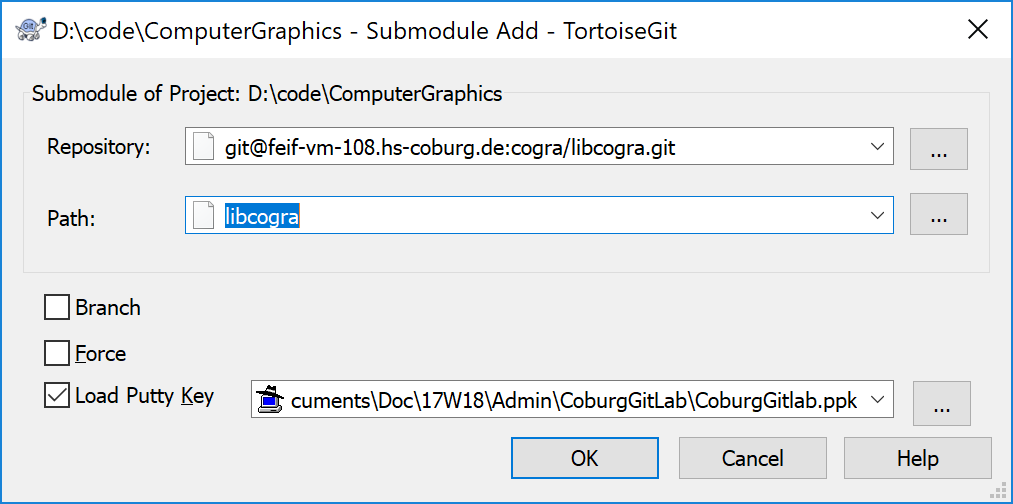 D:\code\ComputerGraphics - Submodule Add - TortoiseGit
Submodule of Project: D:\code\ComputerGraphics
Repository: git@feif-vm-108.hs-coburg.de:cogra/libcogra.git ...
Path: libcogra ...
Branch
Force
Load Putty Key cuments\Doc\17W18\Admin\CoburgGitLab\CoburgGitlab.ppk ...
OK Cancel Help